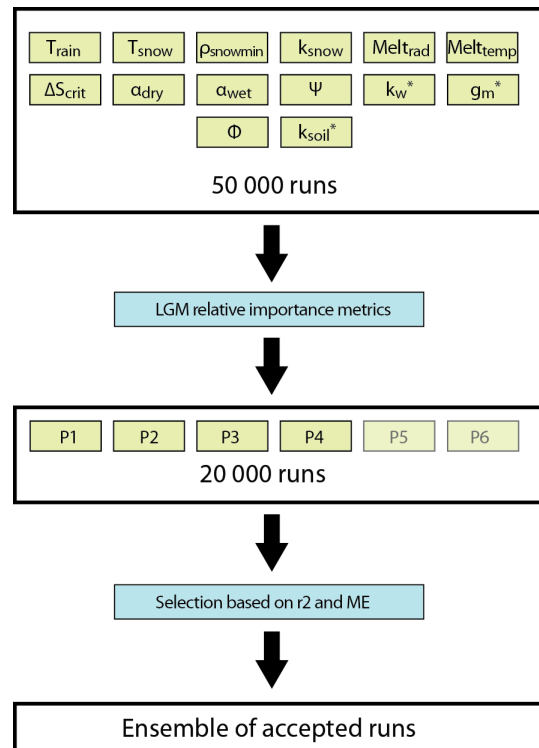 Train Tsnow ρsnowmin ksnow Meltrad Melttemp
ΔScrit αdry αwet Ψ kw* gm*
Φ ksoil*
50 000 runs
LGM relative importance metrics
P1 P2 P3 P4 P5 P6
20 000 runs
Selection based on r2 and ME
Ensemble of accepted runs